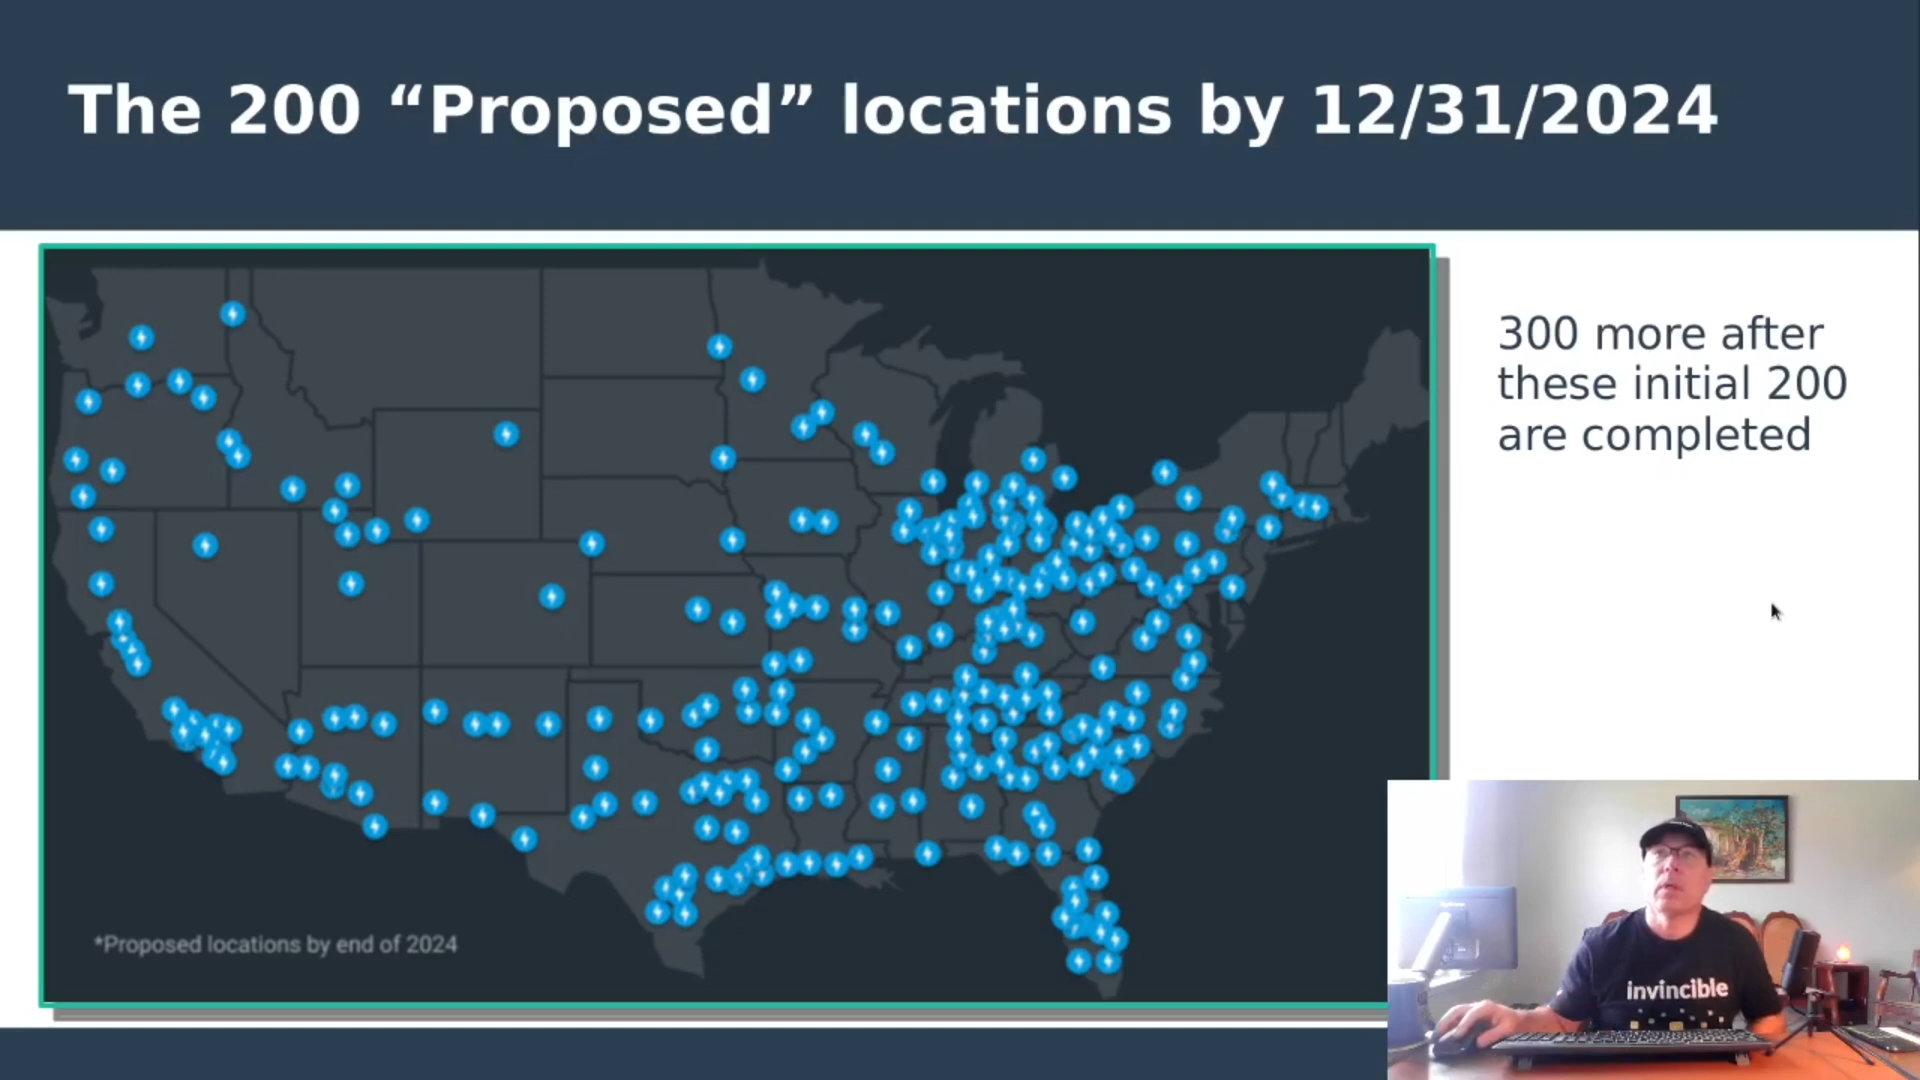 The 200 “Proposed” locations by 12/31/2024
300 more after
these initial 200
are completed
*Proposed locations by end of 2024
invincible